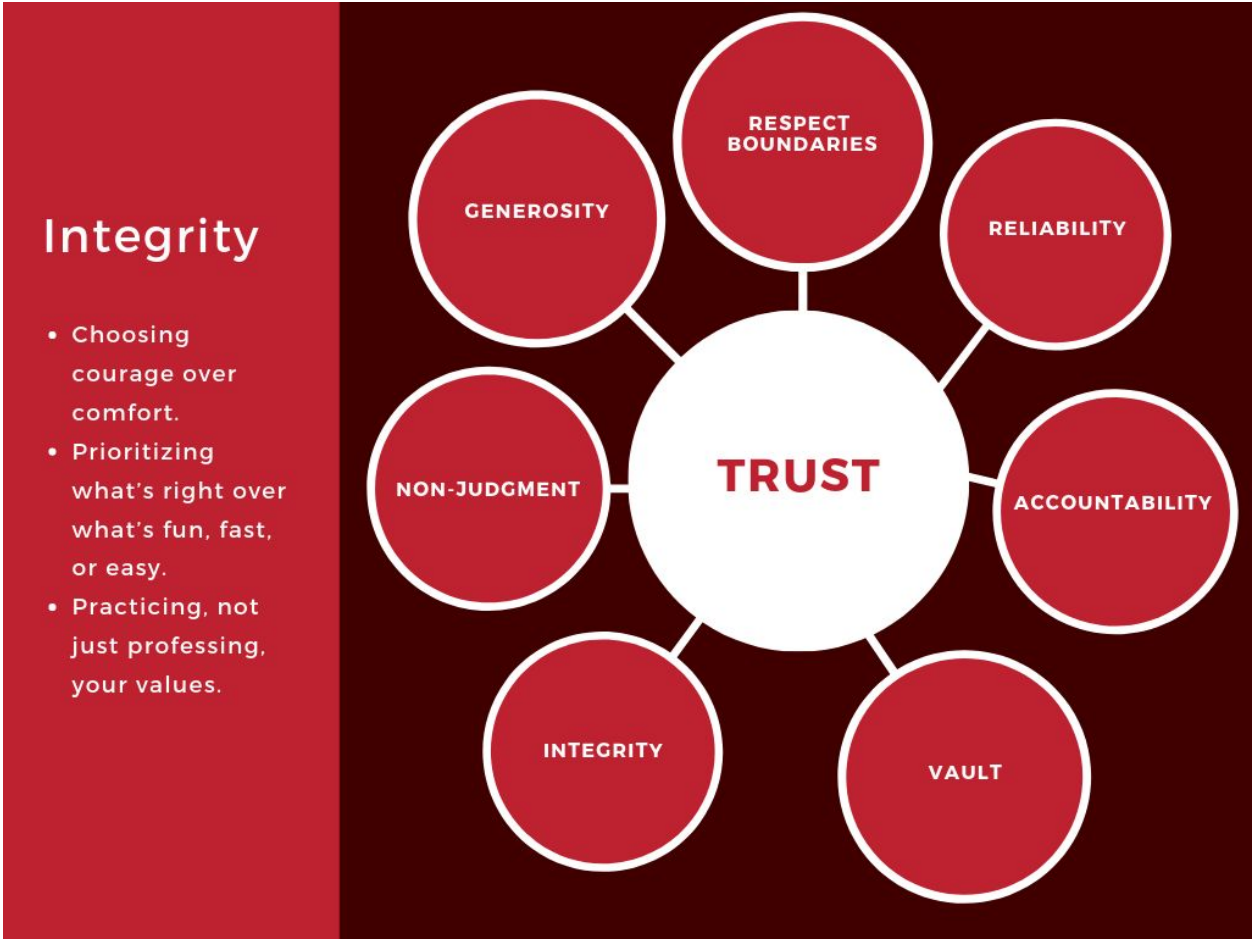 Integrity
• Choosing
courage over
comfort.
• Prioritizing
what's right over
what's fun, fast,
or easy.
• Practicing, not
just professing,
your values.
RESPECT
BOUNDARIES
GENEROSITY
RELIABILITY
TRUST
NON-JUDGMENT
ACCOUNTABILITY
INTEGRITY
VAULT